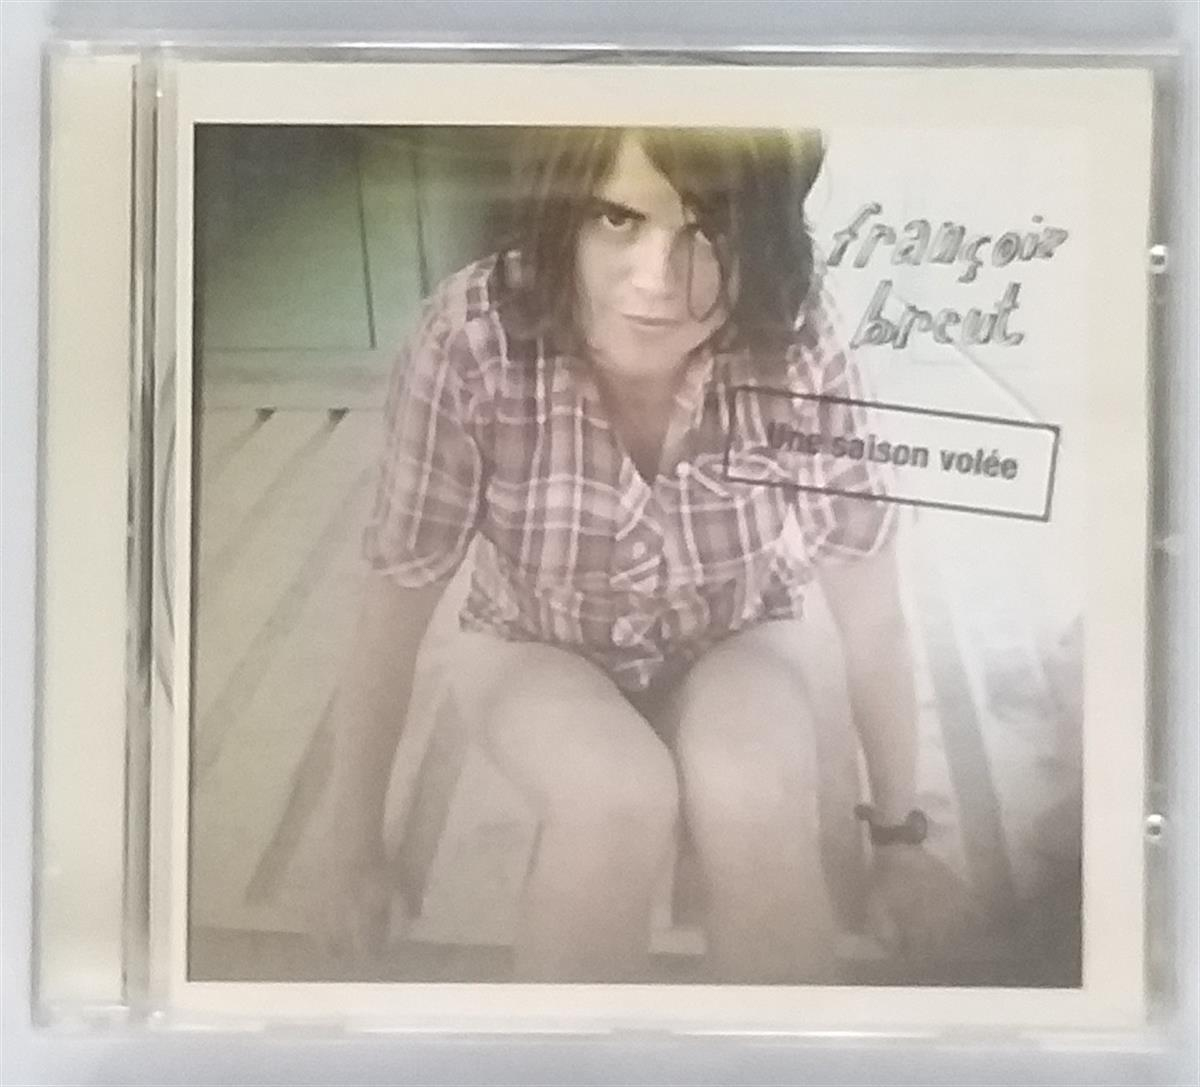 françoiz
breut
Une saison volée